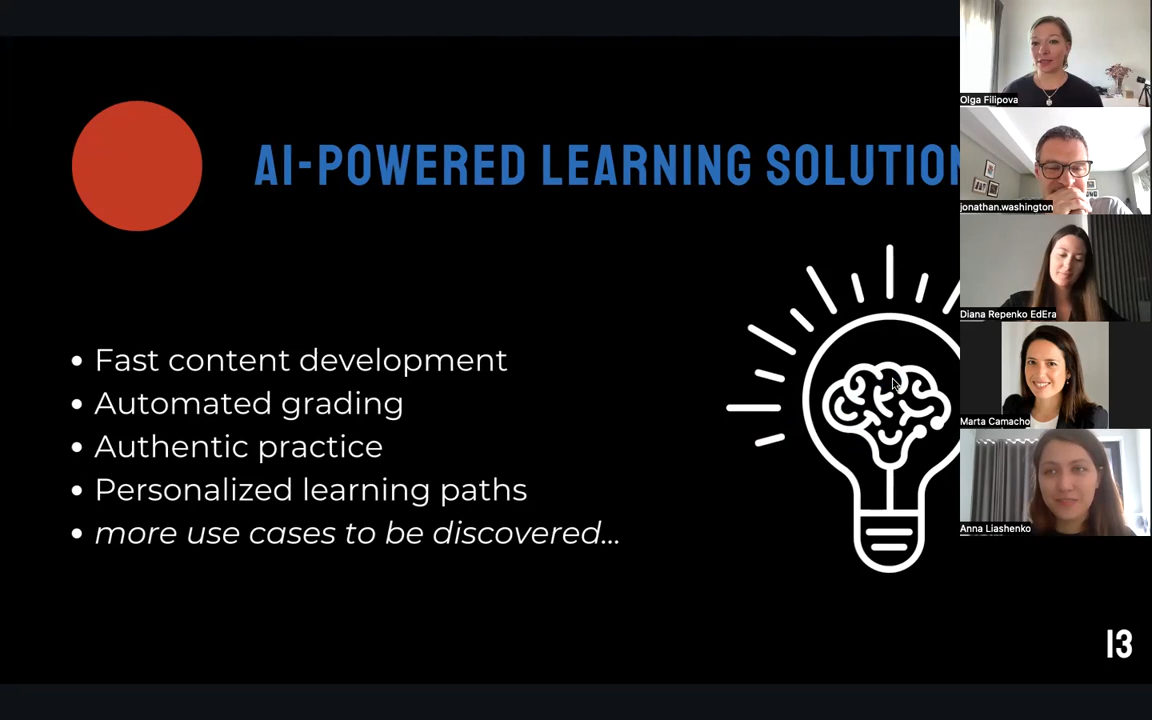 AI-POWERED LEARNING SOLUTION
Fast content development
Automated grading
Authentic practice
Personalized learning paths
more use cases to be discovered...
13
Olga Filipova
jonathan.washington
Diana Repenko EdEra
Marta Camacho
Anna Liashenko